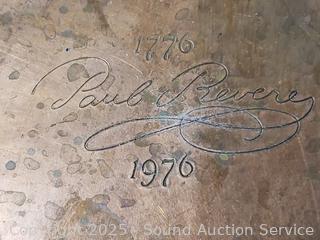 1776
Paul Revere
1976
Copyright 2025 - Sound Auction Service